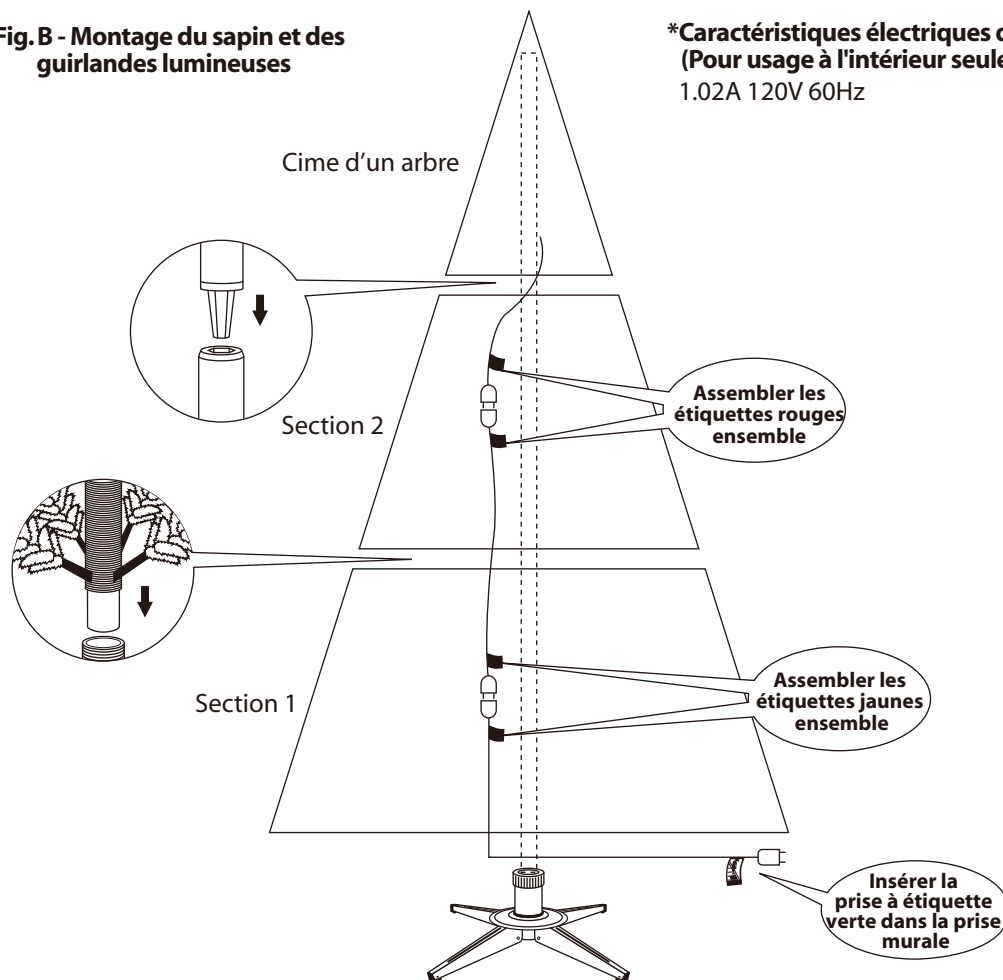 Fig. B - Montage du sapin et des
guirlandes lumineuses
*Caractéristiques électriques
(Pour usage à l'intérieur
1.02A 120V 60Hz
Cime d’un arbre
Section 2
Assembler les
étiquettes rouges
ensemble
Section 1
Assembler les
étiquettes jaunes
ensemble
Insérer la
prise à étiquette
verte dans la prise
murale